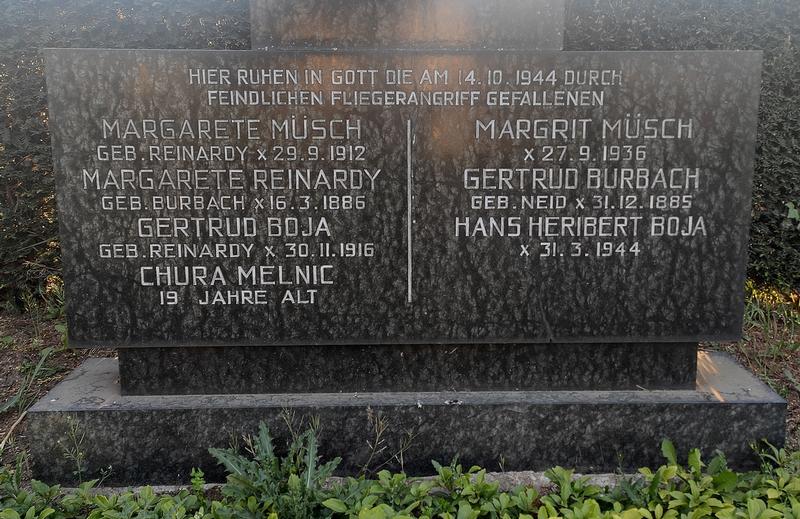 HIER RUHEN IN GOTT DIE AM 14.10.1944 DURCH
FEINDLICHEN FLIEGERANGRIFF GEFALLENEN
MARGARETE MÜSCH
GEB. REINARDY x 29.9.1912
MARGARETE REINARDY
GEB. BURBACH x 16.3.1886
GERTRUD BOJA
GEB. REINARDY x 30.11.1916
CHURA MELNIC
19 JAHRE ALT
MARGRIT MÜSCH
x 27.9.1936
GERTRUD BURBACH
GEB. NEID x 31.12.1885
HANS HERIBERT BOJA
x 31.3.1944